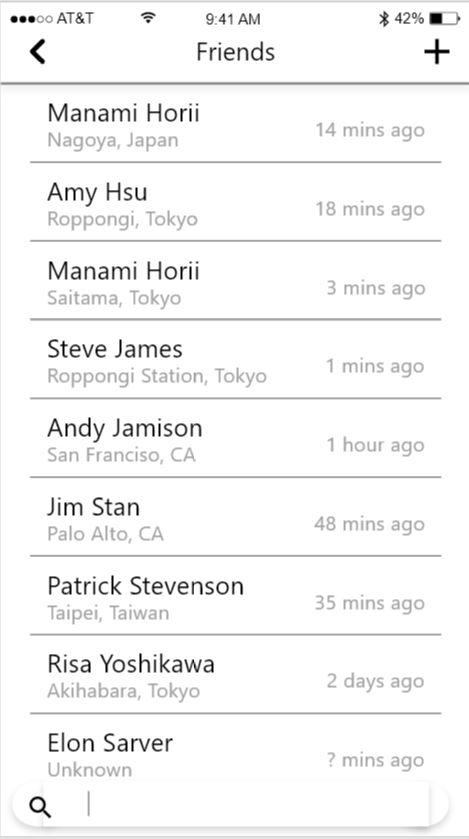 AT&T 9:41 AM 42%
Friends
Manami Horii
Nagoya, Japan
14 mins ago
Amy Hsu
Roppongi, Tokyo
18 mins ago
Manami Horii
Saitama, Tokyo
3 mins ago
Steve James
Roppongi Station, Tokyo
1 mins ago
Andy Jamison
San Franciso, CA
1 hour ago
Jim Stan
Palo Alto, CA
48 mins ago
Patrick Stevenson
Taipei, Taiwan
35 mins ago
Risa Yoshikawa
Akihabara, Tokyo
2 days ago
Elon Sarver
Unknown
? mins ago